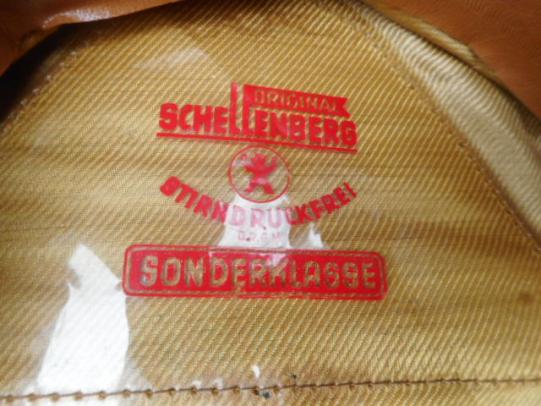 ORIGINAL
SCHELLENBERG
STIRNDRUCKFREI
D.R.G.M.
SONDERKLASSE